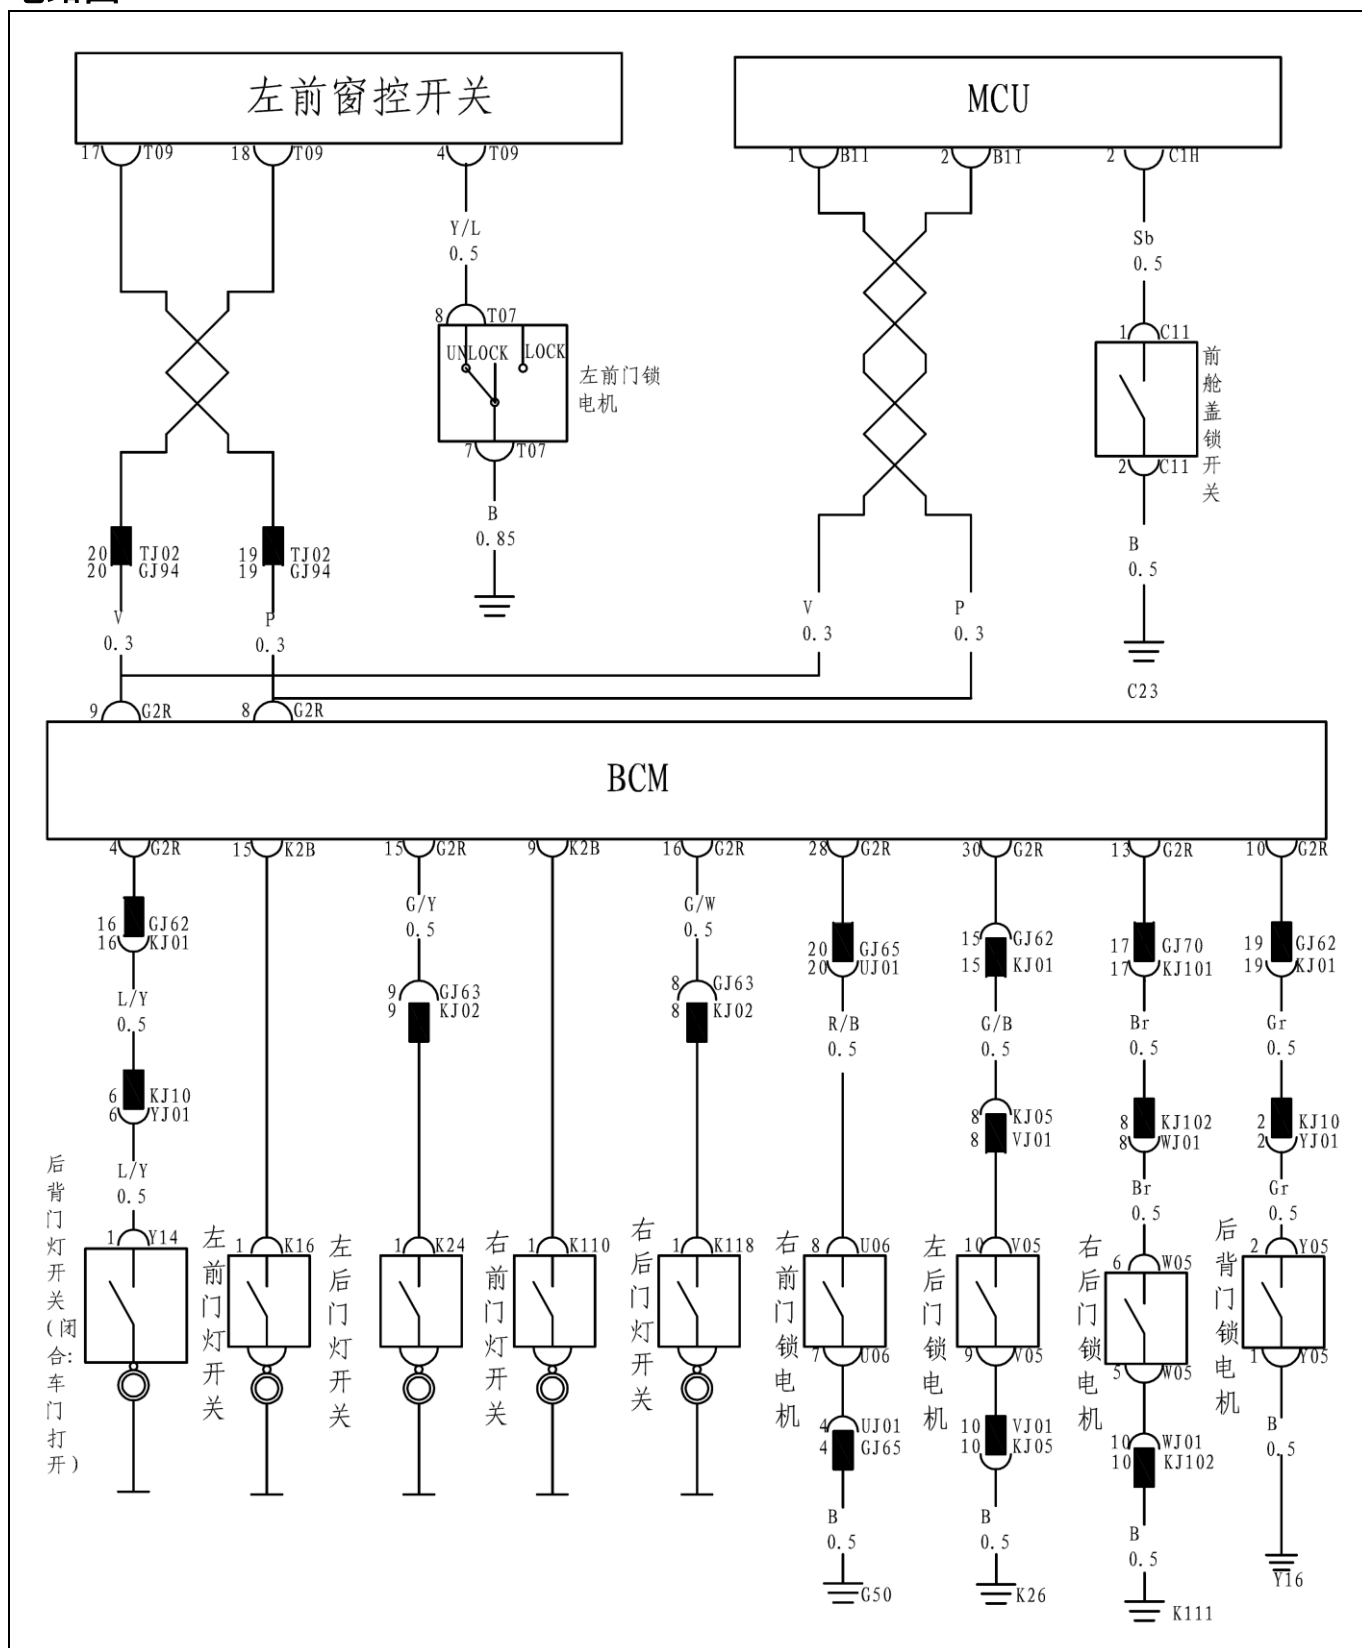 左前窗控开关
MCU
17 T09 18 T09 4 T09
1 B1I 2 B1I 2 C1H
Y/L
0.5
Sb
0.5
8 T07
UNLOCK LOCK
左前门锁
电机
7 T07
B
0.85
1 C11
前舱盖锁开关
2 C11
B
0.5
C23
20 TJ02 19 TJ02
20 GJ94 19 GJ94
V P V P
0.3 0.3 0.3 0.3
9 G2R 8 G2R
BCM
4 G2R 15 K2B 15 G2R 9 K2B 16 G2R 28 G2R 30 G2R 13 G2R 10 G2R
16 GJ62
16 KJ01
L/Y
0.5
6 KJ10
6 YJ01
L/Y
0.5
1 Y14
后背门灯开关(闭合:车门打开)
1 K16
左前门灯开关
G/Y
0.5
9 GJ63
9 KJ02
1 K24
左后门灯开关
1 K110
右前门灯开关
G/W
0.5
8 GJ63
8 KJ02
1 K118
右后门灯开关
20 GJ65
20 UJ01
R/B
0.5
8 U06
右前门锁电机
7 U06
4 UJ01
4 GJ65
B
0.5
G50
15 GJ62
15 KJ01
G/B
0.5
8 KJ05
8 VJ01
10 V05
左后门锁电机
9 V05
10 VJ01
10 KJ05
B
0.5
K26
17 GJ70
17 KJ101
Br
0.5
8 KJ102
8 WJ01
Br
0.5
6 W05
右后门锁电机
5 W05
10 WJ01
10 KJ102
B
0.5
K111
19 GJ62
19 KJ01
Gr
0.5
2 KJ10
2 YJ01
Gr
0.5
2 Y05
后背门锁电机
1 Y05
B
0.5
Y16